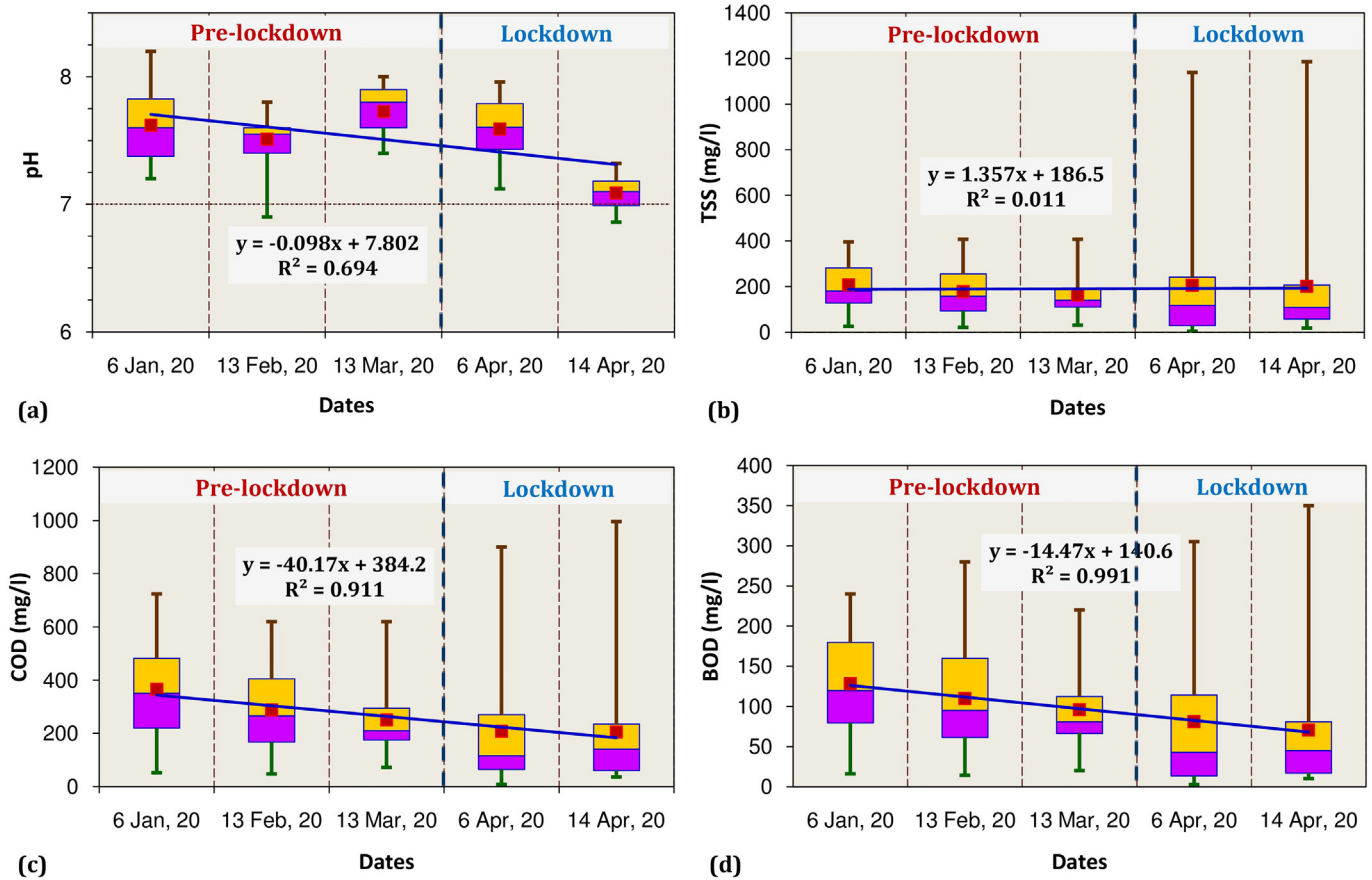 Pre-lockdown Lockdown
8
7
6
pH
y = -0.098x + 7.802
R² = 0.694
6 Jan, 20 13 Feb, 20 13 Mar, 20 6 Apr, 20 14 Apr, 20
(a)
Dates
Pre-lockdown Lockdown
1400
1200
1000
800
600
400
200
0
TSS (mg/l)
y = 1.357x + 186.5
R² = 0.011
6 Jan, 20 13 Feb, 20 13 Mar, 20 6 Apr, 20 14 Apr, 20
(b)
Dates
Pre-lockdown Lockdown
1200
1000
800
600
400
200
0
COD (mg/l)
y = -40.17x + 384.2
R² = 0.911
6 Jan, 20 13 Feb, 20 13 Mar, 20 6 Apr, 20 14 Apr, 20
(c)
Dates
Pre-lockdown Lockdown
400
350
300
250
200
150
100
50
0
BOD (mg/l)
y = -14.47x + 140.6
R² = 0.991
6 Jan, 20 13 Feb, 20 13 Mar, 20 6 Apr, 20 14 Apr, 20
(d)
Dates